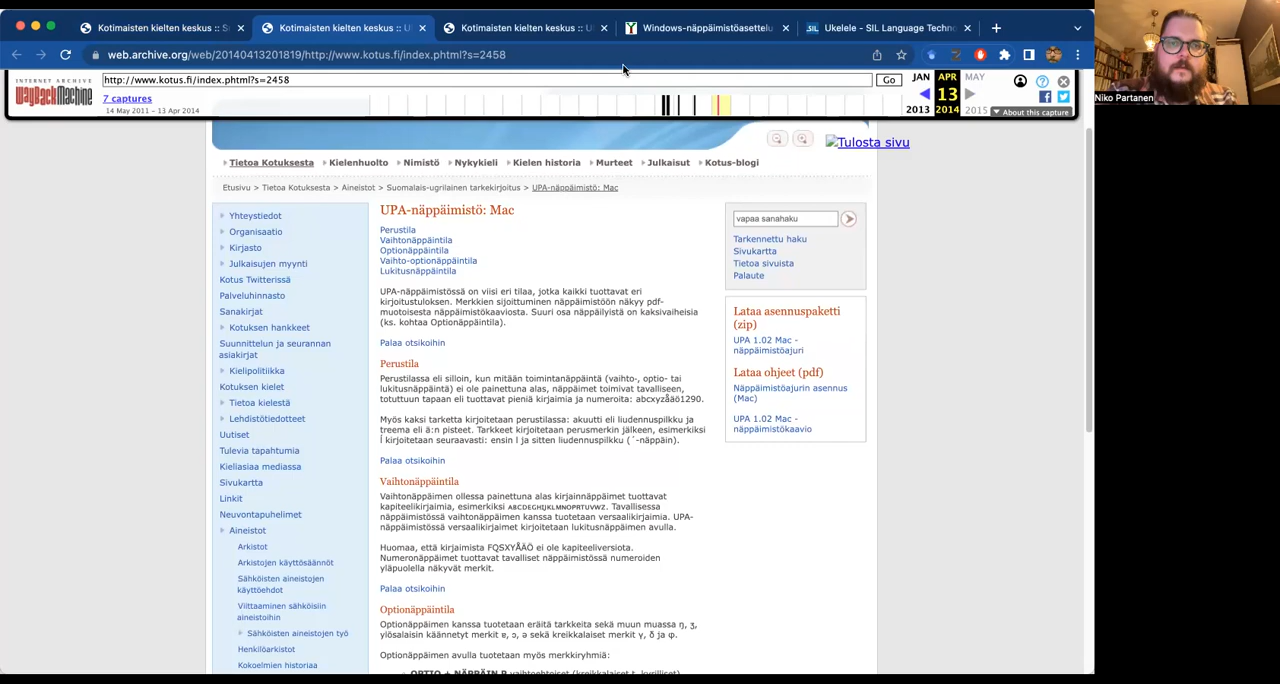 Kotimaisten kielten keskus :: S
Kotimaisten kielten keskus :: U
Kotimaisten kielten keskus :: U
Windows-näppäimistöasettelu
SIL Ukelele - SIL Language Techno
web.archive.org/web/20140413201819/http://www.kotus.fi/index.phtml?s=2458
Niko Partanen
INTERNET ARCHIVE
WayBackMachine
http://www.kotus.fi/index.phtml?s=2458
Go
JAN APR MAY
7 captures
13
14 May 2011 – 13 Apr 2014
2013 2014 2015
About this capture
Tulosta sivu
Tietoa Kotuksesta Kielenhuolto Nimistö Nykykieli Kielen historia Murteet Julkaisut Kotus-blogi
Etusivu > Tietoa Kotuksesta > Aineistot > Suomalais-ugrilainen tarkekirjoitus > UPA-näppäimistö: Mac
Yhteystiedot
Organisaatio
Kirjasto
Julkaisujen myynti
Kotus Twitterissä
Palveluhinnasto
Sanakirjat
Kotuksen hankkeet
Suunnittelun ja seurannan
asiakirjat
Kielipolitiikka
Kotuksen kielet
Tietoa kielestä
Lehdistötiedotteet
Uutiset
Tulevia tapahtumia
Kieliasiaa mediassa
Sivukartta
Linkit
Neuvontapuhelimet
Aineistot
Arkistot
Arkistojen käyttösäännöt
Sähköisten aineistojen
käyttöehdot
Viittaaminen sähköisiin
aineistoihin
Sähköisten aineistojen työ
Henkilöarkistot
Kokoelmien historiaa
UPA-näppäimistö: Mac
Perustila
Vaihtonäppäintila
Optionäppäintila
Vaihto-optionäppäintila
Lukitusnäppäintila
UPA-näppäimistössä on viisi eri tilaa, jotka kaikki tuottavat eri
kirjoitustuloksen. Merkkien sijoittuminen näppäimistöön näkyy pdf-
muotoisesta näppäimistökaaviosta. Suuri osa näppäilyistä on kaksivaiheisia
(ks. kohtaa Optionäppäintila).
Palaa otsikoihin
Perustila
Perustilassa eli silloin, kun mitään toimintanäppäintä (vaihto-, optio- tai
lukitusnäppäintä) ei ole painettuna alas, näppäimet toimivat tavalliseen,
totuttuun tapaan eli tuottavat pieniä kirjaimia ja numeroita: abcxyzåäö1290.
Myös kaksi tarketta kirjoitetaan perustilassa: akuutti eli liudennuspilkku ja
treema eli ä:n pisteet. Tarkkeet kirjoitetaan perusmerkin jälkeen, esimerkiksi
ĺ kirjoitetaan seuraavasti: ensin l ja sitten liudennuspilkku (´-näppäin).
Palaa otsikoihin
Vaihtonäppäintila
Vaihtonäppäimen ollessa painettuna alas kirjainnäppäimet tuottavat
kapiteelikirjaimia, esimerkiksi ᴀʙᴄᴅᴇɢʜɪᴊᴋʟᴍɴᴏᴘʀᴛᴜᴠᴡᴢ. Tavallisessa
näppäimistössä vaihtonäppäimen kanssa tuotetaan versaalikirjaimia. UPA-
näppäimistössä versaalikirjaimet kirjoitetaan lukitusnäppäimen avulla.
Huomaa, että kirjaimista FQSXYÅÄÖ ei ole kapiteeliversiota.
Numeronäppäimet tuottavat tavalliset näppäimistössä numeroiden
yläpuolella näkyvät merkit.
Palaa otsikoihin
Optionäppäintila
Optionäppäimen kanssa tuotetaan eräitä tarkkeita sekä muun muassa ŋ, ʒ,
ylösalaisin käännetyt merkit ɐ, ɔ, ə sekä kreikkalaiset merkit γ, δ ja φ.
Optionäppäimen avulla tuotetaan myös merkkiryhmiä:
vapaa sanahaku
Tarkennettu haku
Sivukartta
Tietoa sivuista
Palaute
Lataa asennuspaketti
(zip)
UPA 1.02 Mac -
näppäimistöajuri
Lataa ohjeet (pdf)
Näppäimistöajurin asennus
(Mac)
UPA 1.02 Mac -
näppäimistökaavio